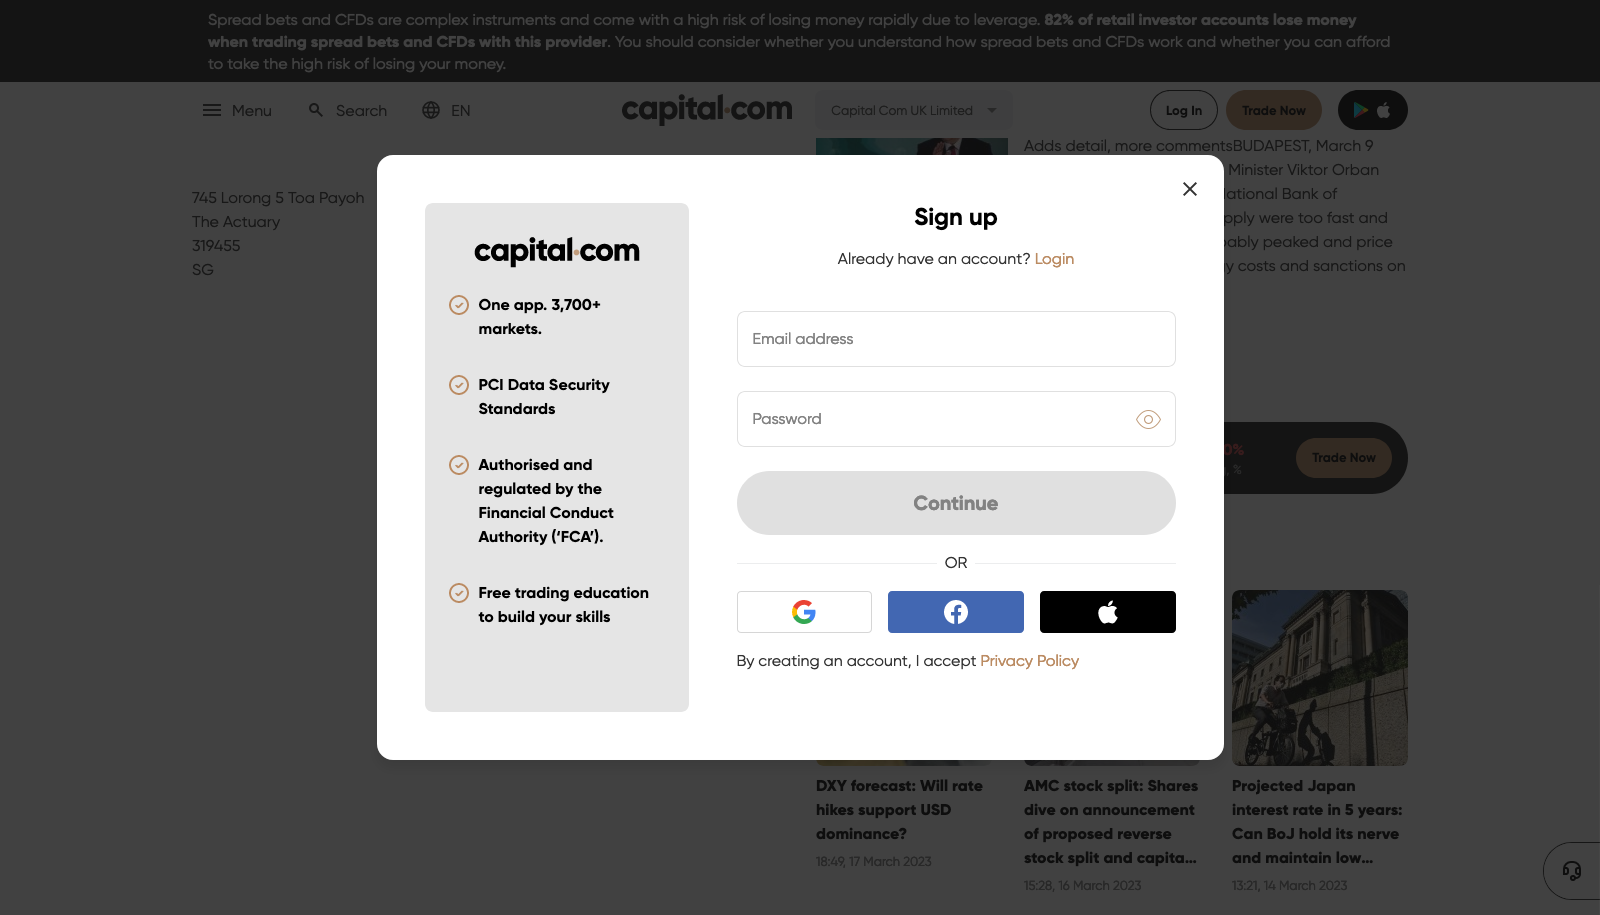 Spread bets and CFDs are complex instruments and come with a high risk of losing money rapidly due to leverage. 82% of retail investor accounts lose money
when trading spread bets and CFDs with this provider. You should consider whether you understand how spread bets and CFDs work and whether you can afford
to take the high risk of losing your money.
Menu
Search
EN
capital.com
Capital Com UK Limited
Log In
Trade Now
Adds detail, more commentsBUDAPEST, March 9
Minister Viktor Orban
National Bank of
pply were too fast and
bably peaked and price
y costs and sanctions on
745 Lorong 5 Toa Payoh
The Actuary
319455
SG
capital.com
One app. 3,700+
markets.
PCI Data Security
Standards
Authorised and
regulated by the
Financial Conduct
Authority (‘FCA’).
Free trading education
to build your skills
Sign up
Already have an account? Login
Email address
Password
Continue
OR
By creating an account, I accept Privacy Policy
0%
%
Trade Now
DXY forecast: Will rate
hikes support USD
dominance?
18:49, 17 March 2023
AMC stock split: Shares
dive on announcement
of proposed reverse
stock split and capita...
15:28, 16 March 2023
Projected Japan
interest rate in 5 years:
Can BoJ hold its nerve
and maintain low...
13:21, 14 March 2023